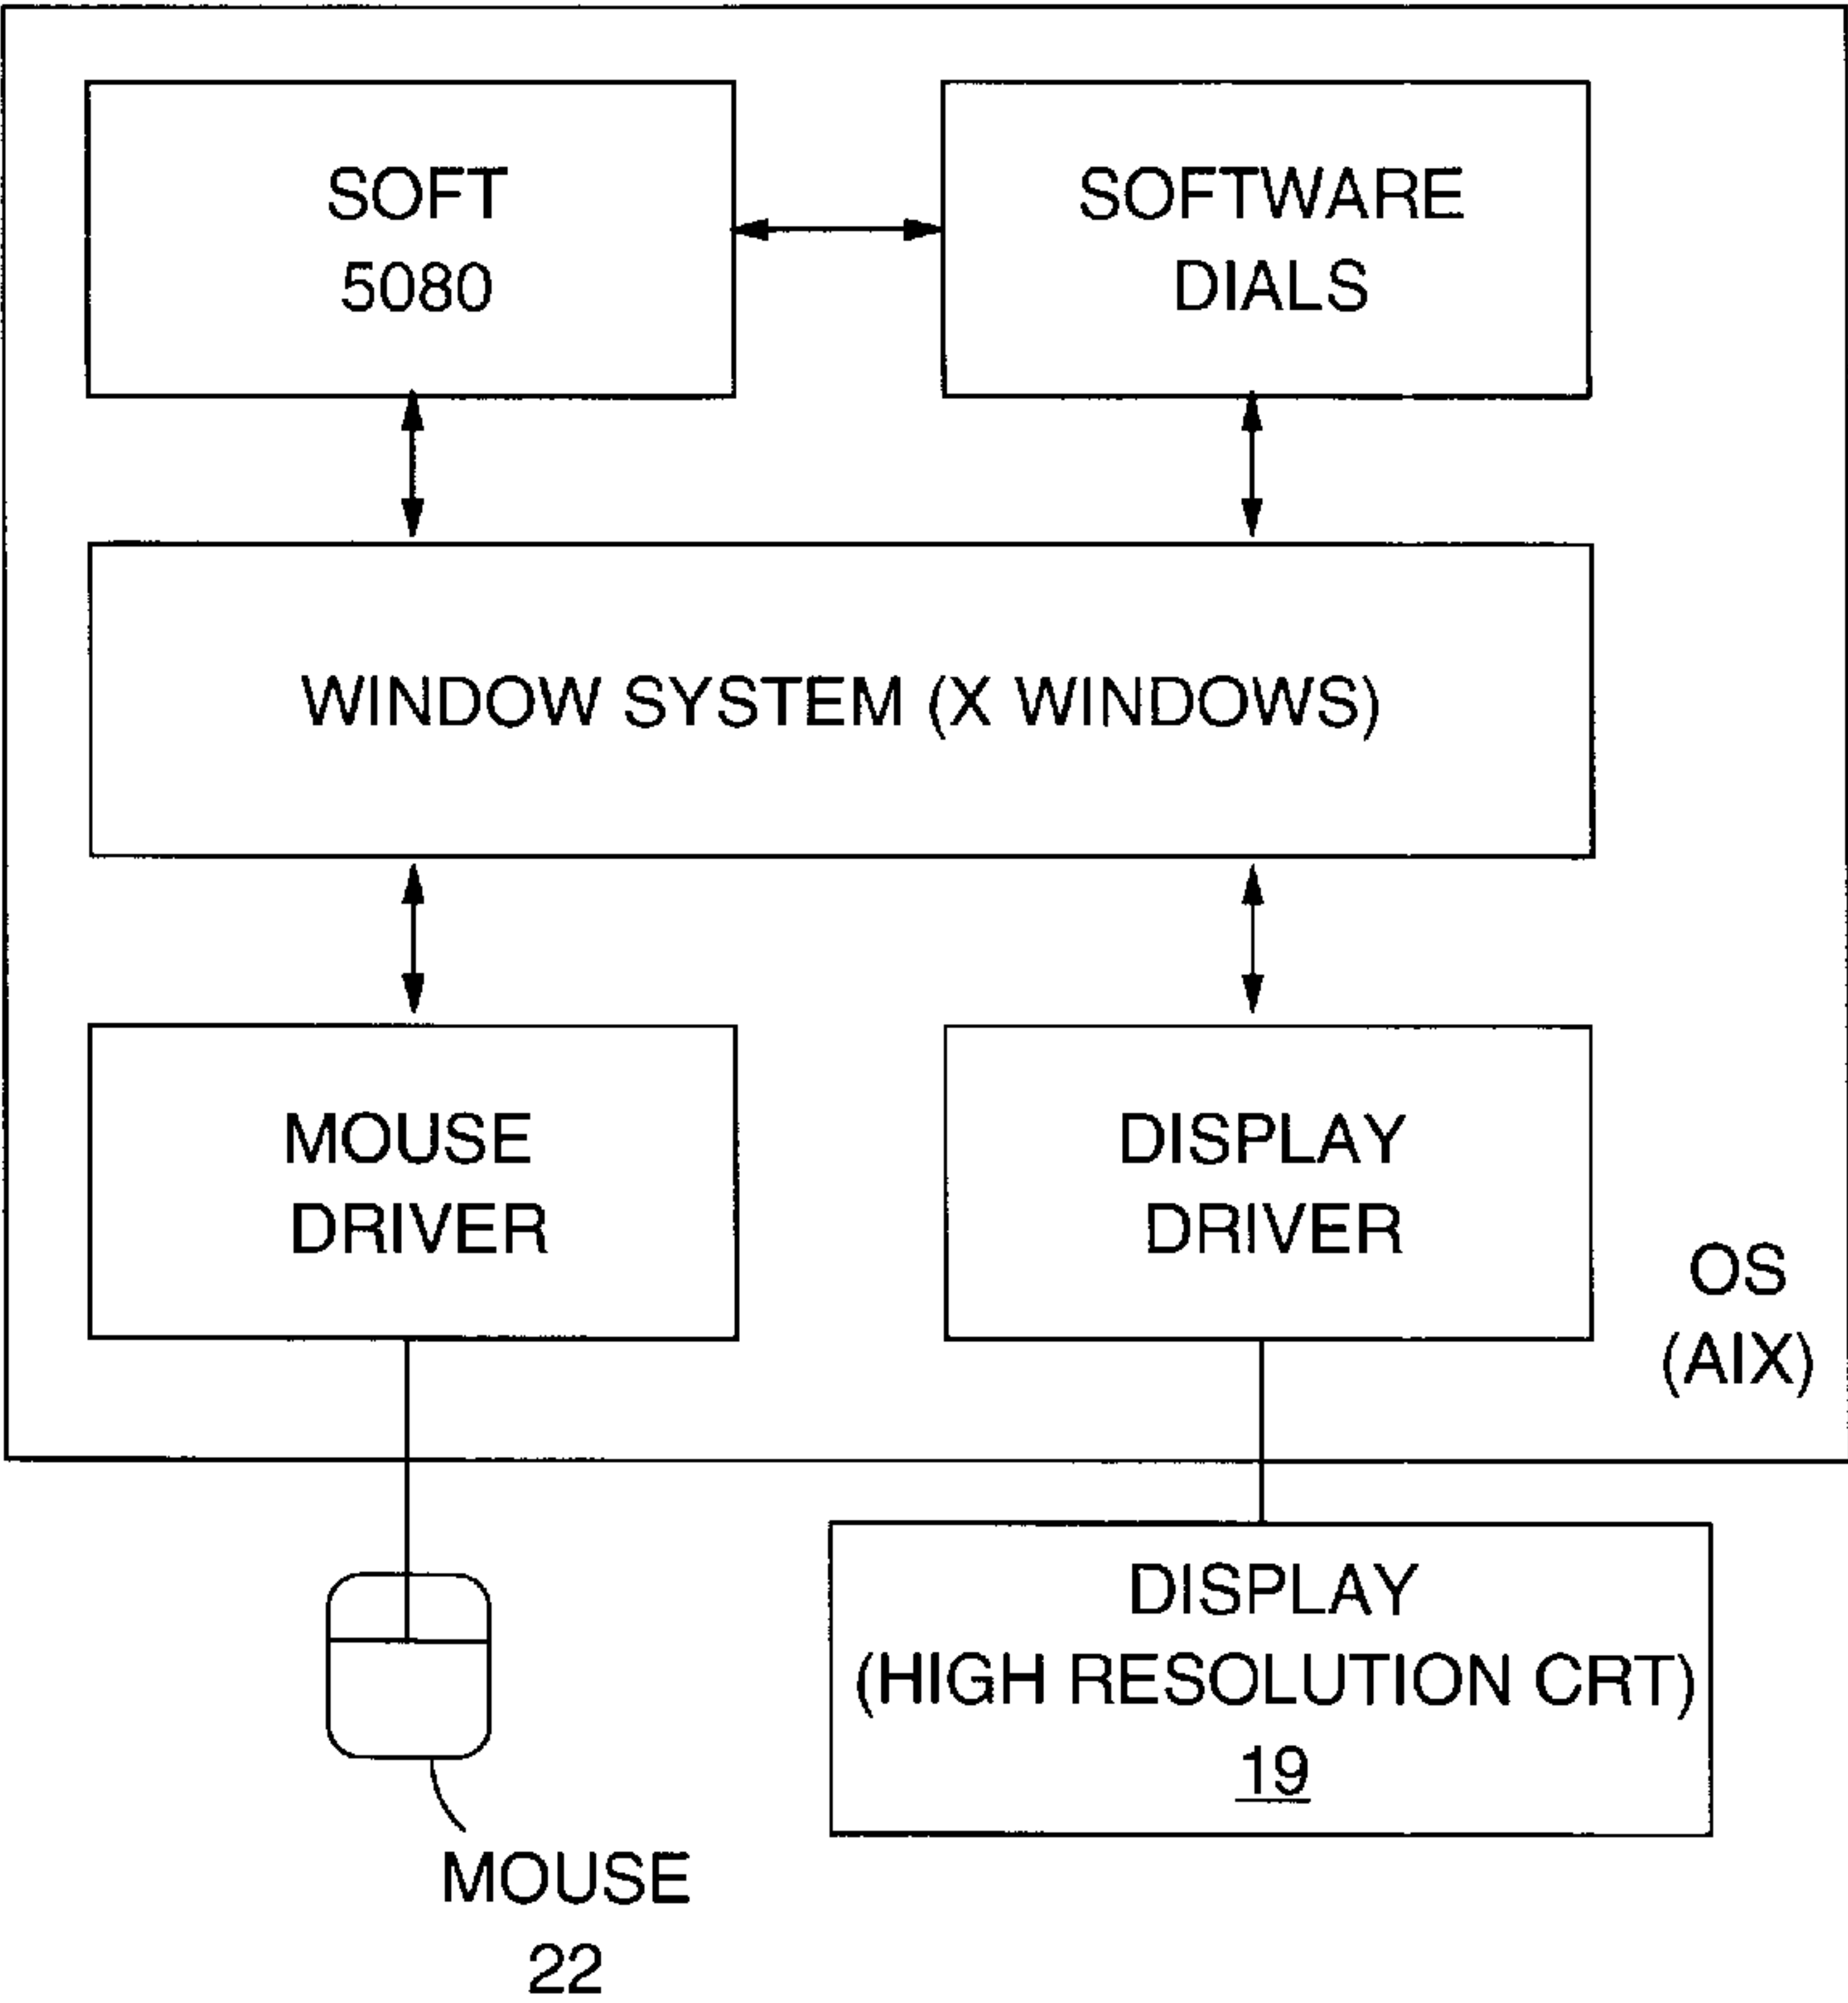 SOFT
5080
SOFTWARE
DIALS
WINDOW SYSTEM (X WINDOWS)
MOUSE
DRIVER
DISPLAY
DRIVER
OS
(AIX)
DISPLAY
(HIGH RESOLUTION CRT)
19
MOUSE
22